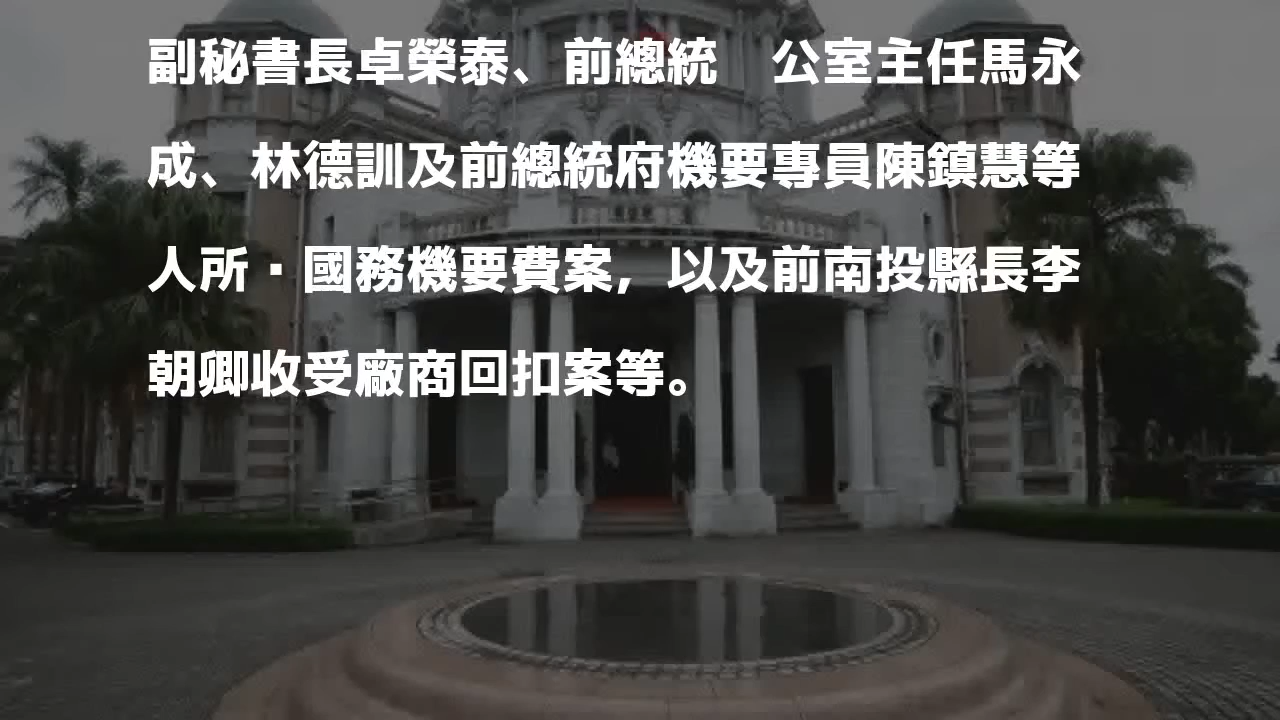 副秘書長卓榮泰、前總統 公室主任馬永
成、林德訓及前總統府機要專員陳鎮慧等
人所·國務機要費案，以及前南投縣長李
朝卿收受廠商回扣案等。